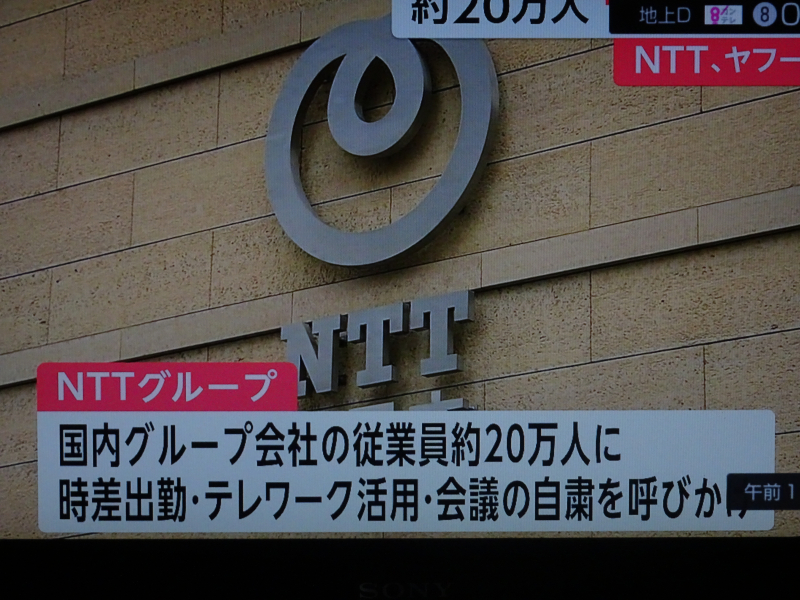 約20万人
地上D
8
NTT、ヤフー
NTT
NTTグループ
国内グループ会社の従業員約20万人に
時差出勤・テレワーク活用・会議の自粛を呼びかけ
午前 1
SONY